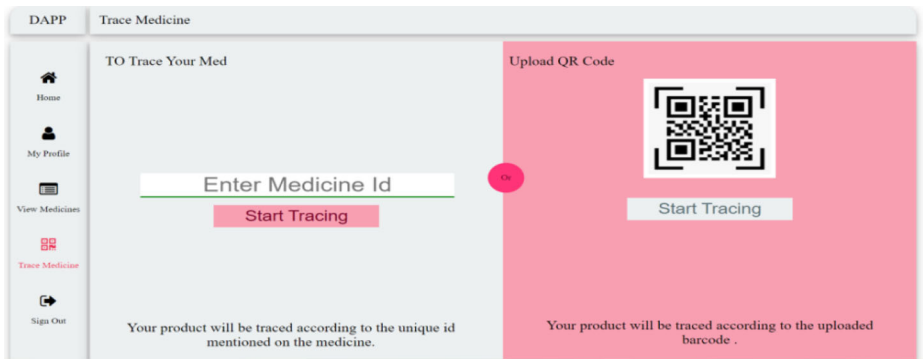 DAPP
Trace Medicine
Home
My Profile
View Medicines
Trace Medicine
Sign Out
TO Trace Your Med
Enter Medicine Id
Start Tracing
Your product will be traced according to the unique id
mentioned on the medicine.
Or
Upload QR Code
Start Tracing
Your product will be traced according to the uploaded
barcode .